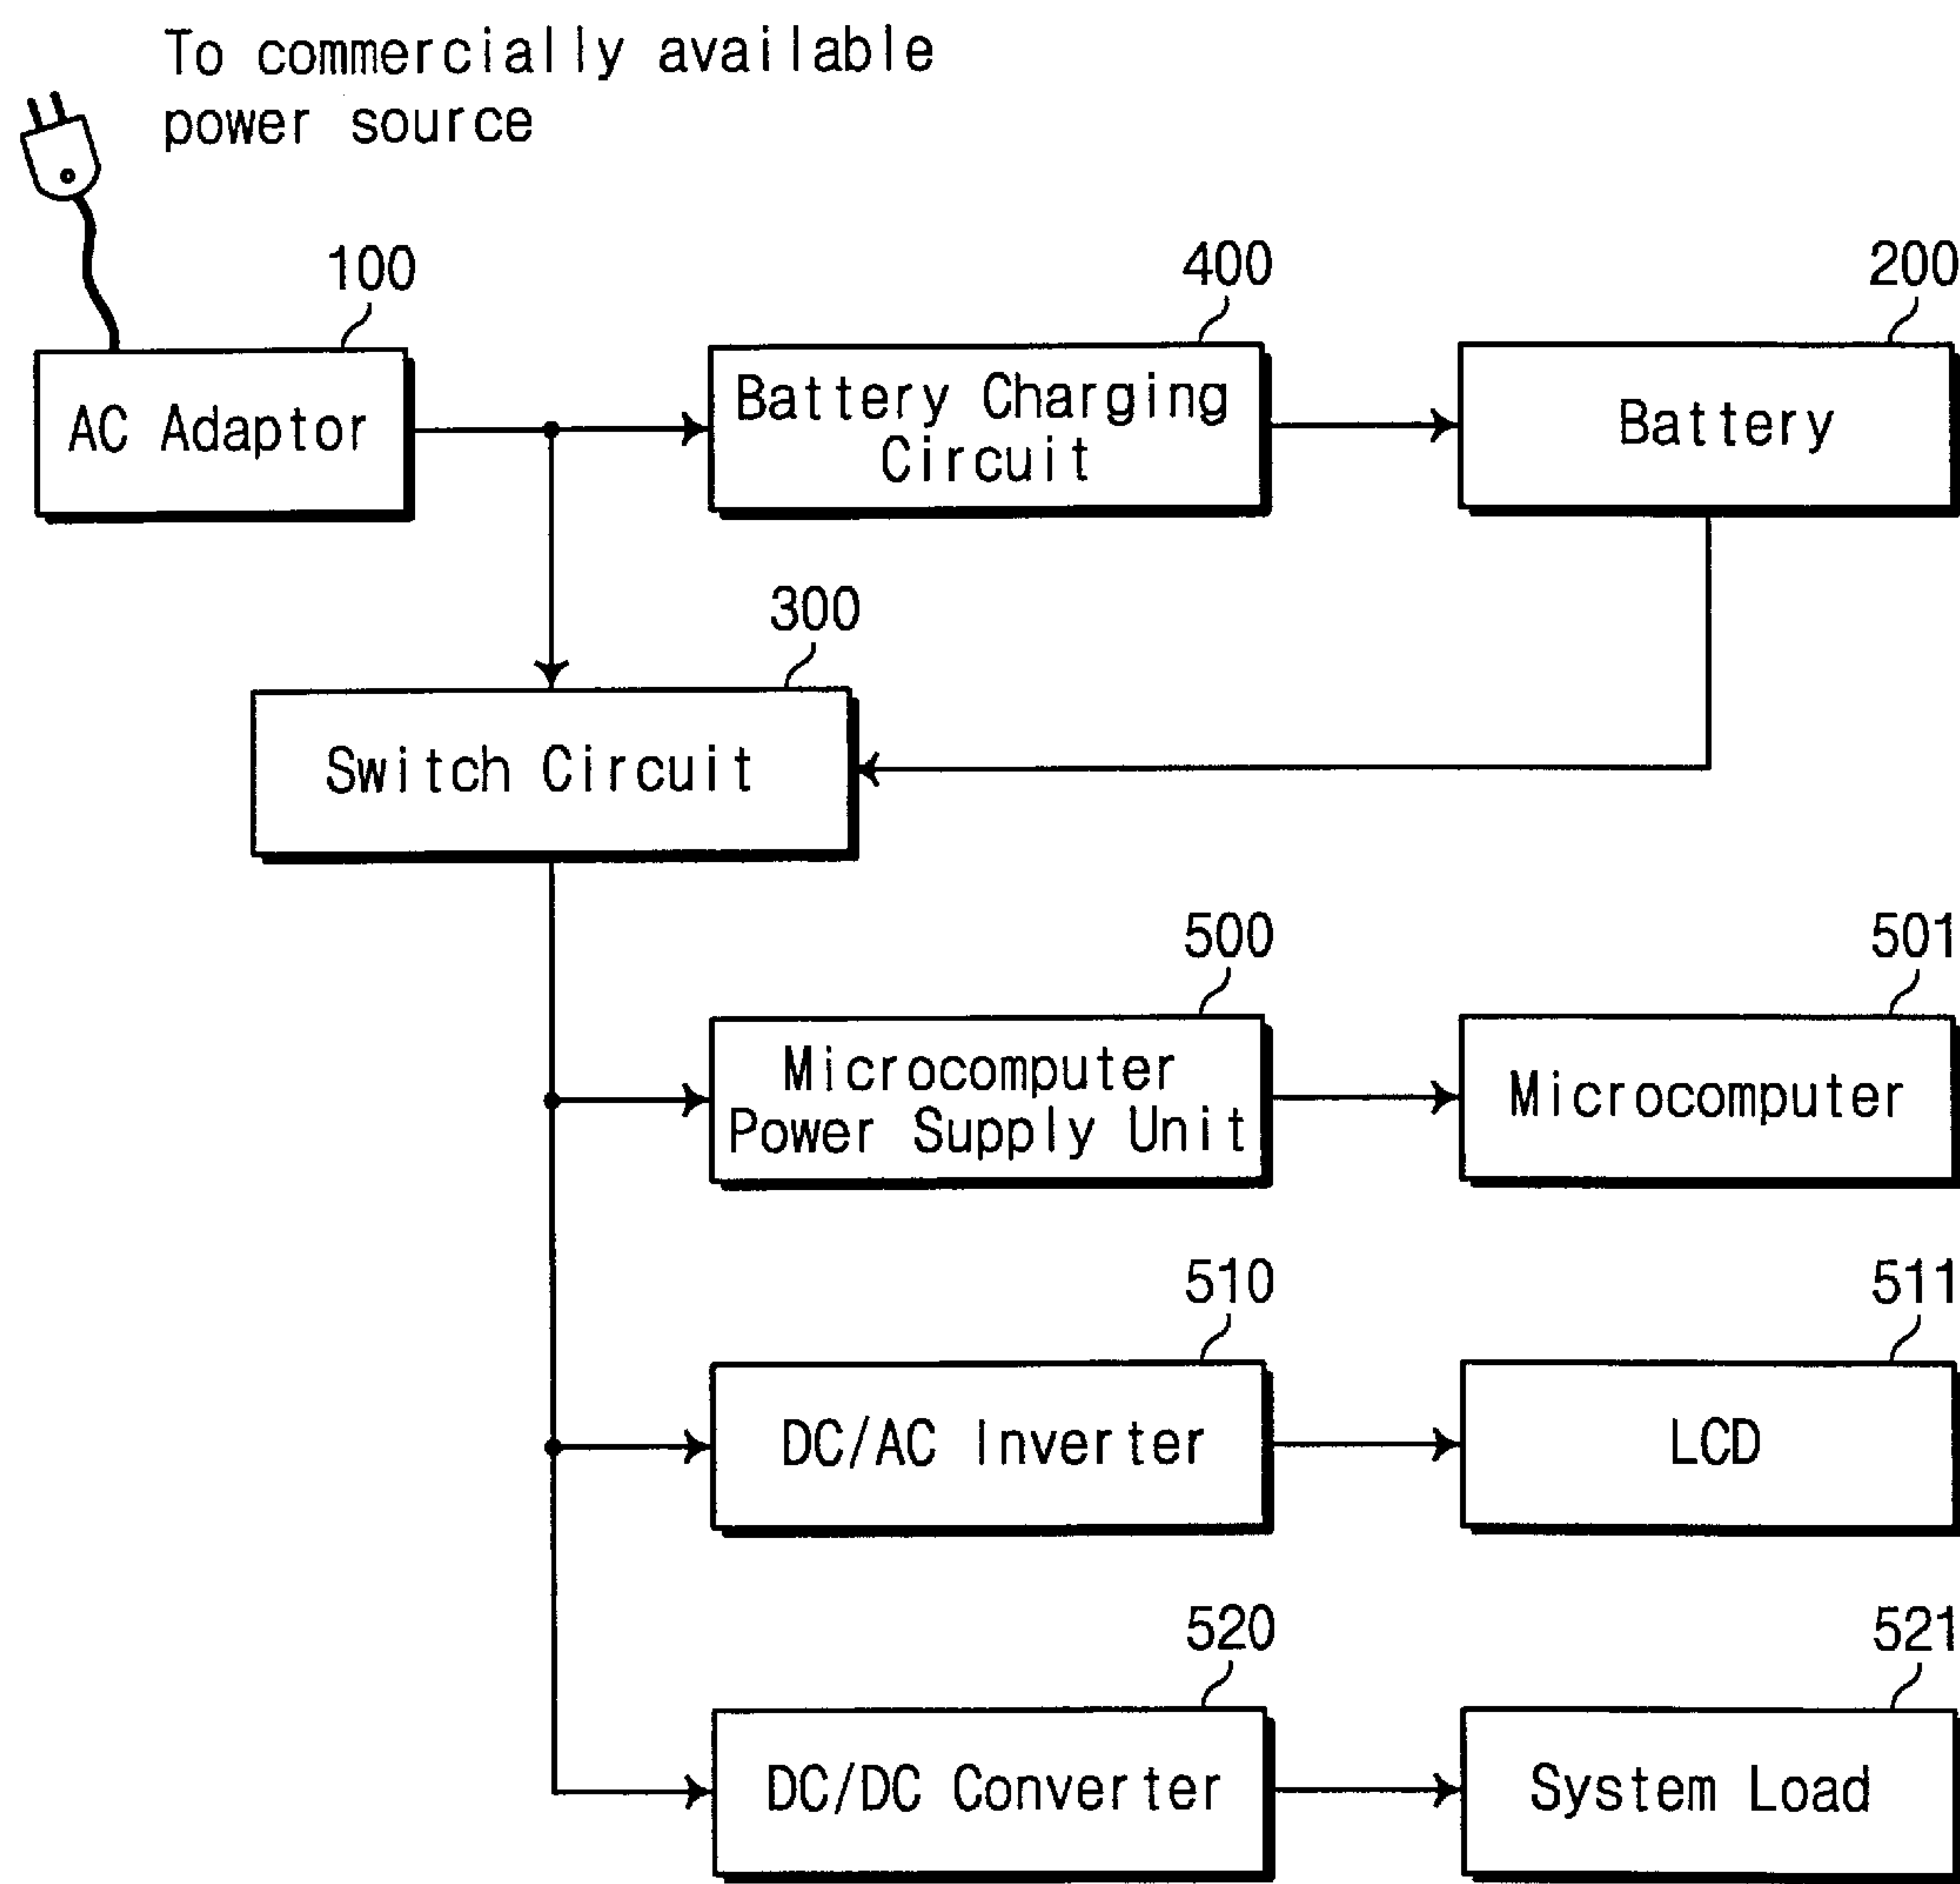 To commercially available
power source
100
400
200
AC Adaptor
Battery Charging
Circuit
Battery
300
Switch Circuit
500
501
Microcomputer
Power Supply Unit
Microcomputer
510
511
DC/AC Inverter
LCD
520
521
DC/DC Converter
System Load